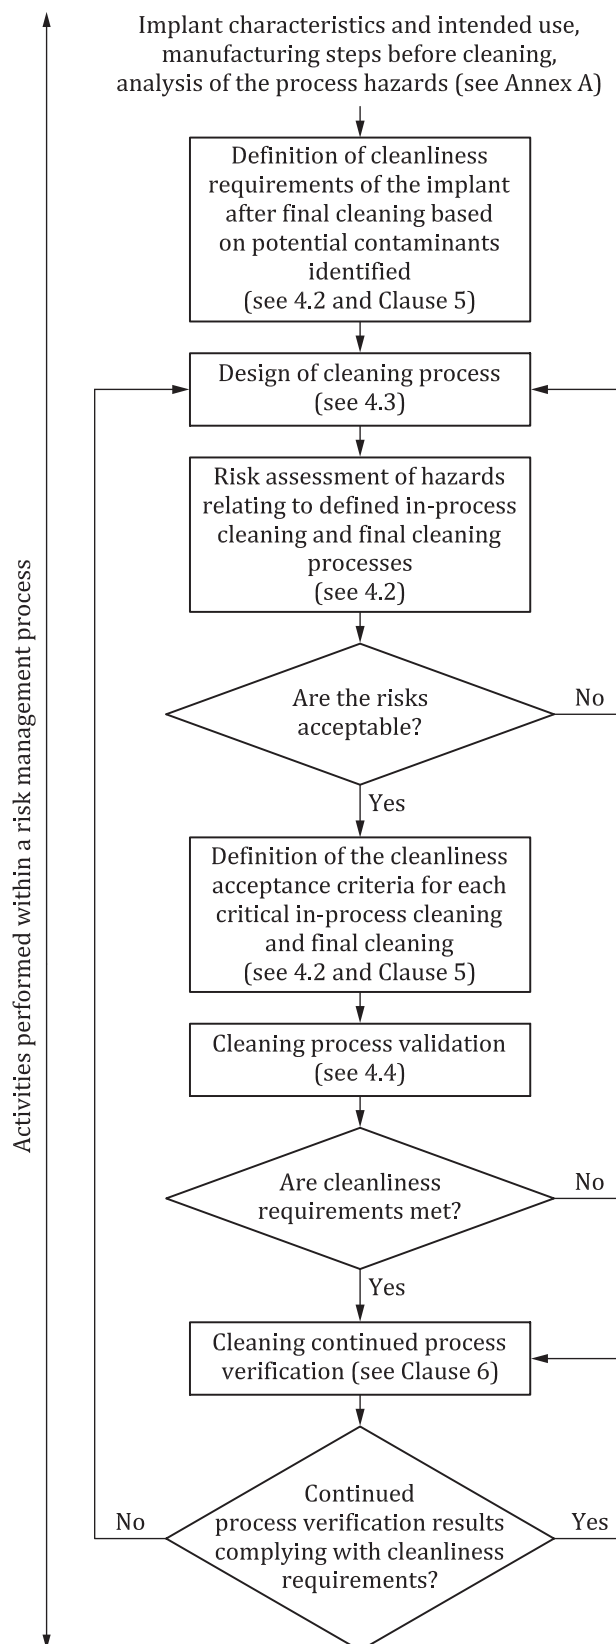 Implant characteristics and intended use,
manufacturing steps before cleaning,
analysis of the process hazards (see Annex A)
Definition of cleanliness
requirements of the implant
after final cleaning based
on potential contaminants
identified
(see 4.2 and Clause 5)
Design of cleaning process
(see 4.3)
Risk assessment of hazards
relating to defined in-process
cleaning and final cleaning
processes
(see 4.2)
Activities performed within a risk management process
Are the risks
acceptable?
No
Yes
Definition of the cleanliness
acceptance criteria for each
critical in-process cleaning
and final cleaning
(see 4.2 and Clause 5)
Cleaning process validation
(see 4.4)
Are cleanliness
requirements met?
No
Yes
Cleaning continued process
verification (see Clause 6)
Continued
process verification results
complying with cleanliness
requirements?
No
Yes